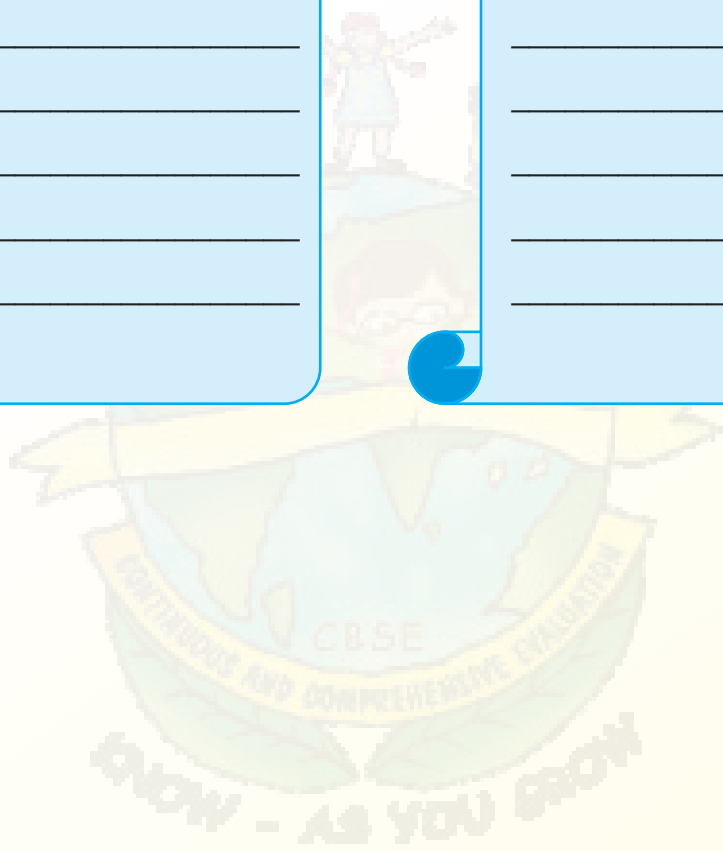 CBSE
CONTINUOUS AND COMPREHENSIVE EVALUATION
KNOW - AS YOU GROW